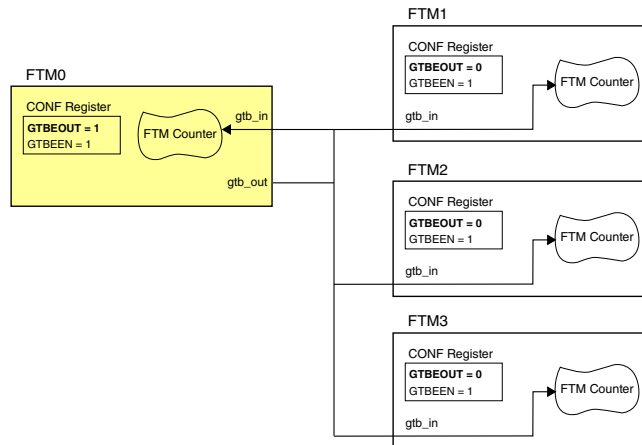 FTM0
CONF Register
GTBEOUT = 1
GTBEEN = 1
FTM Counter
gtb_in
gtb_out
FTM1
CONF Register
GTBEOUT = 0
GTBEEN = 1
FTM Counter
gtb_in
FTM2
CONF Register
GTBEOUT = 0
GTBEEN = 1
FTM Counter
gtb_in
FTM3
CONF Register
GTBEOUT = 0
GTBEEN = 1
FTM Counter
gtb_in